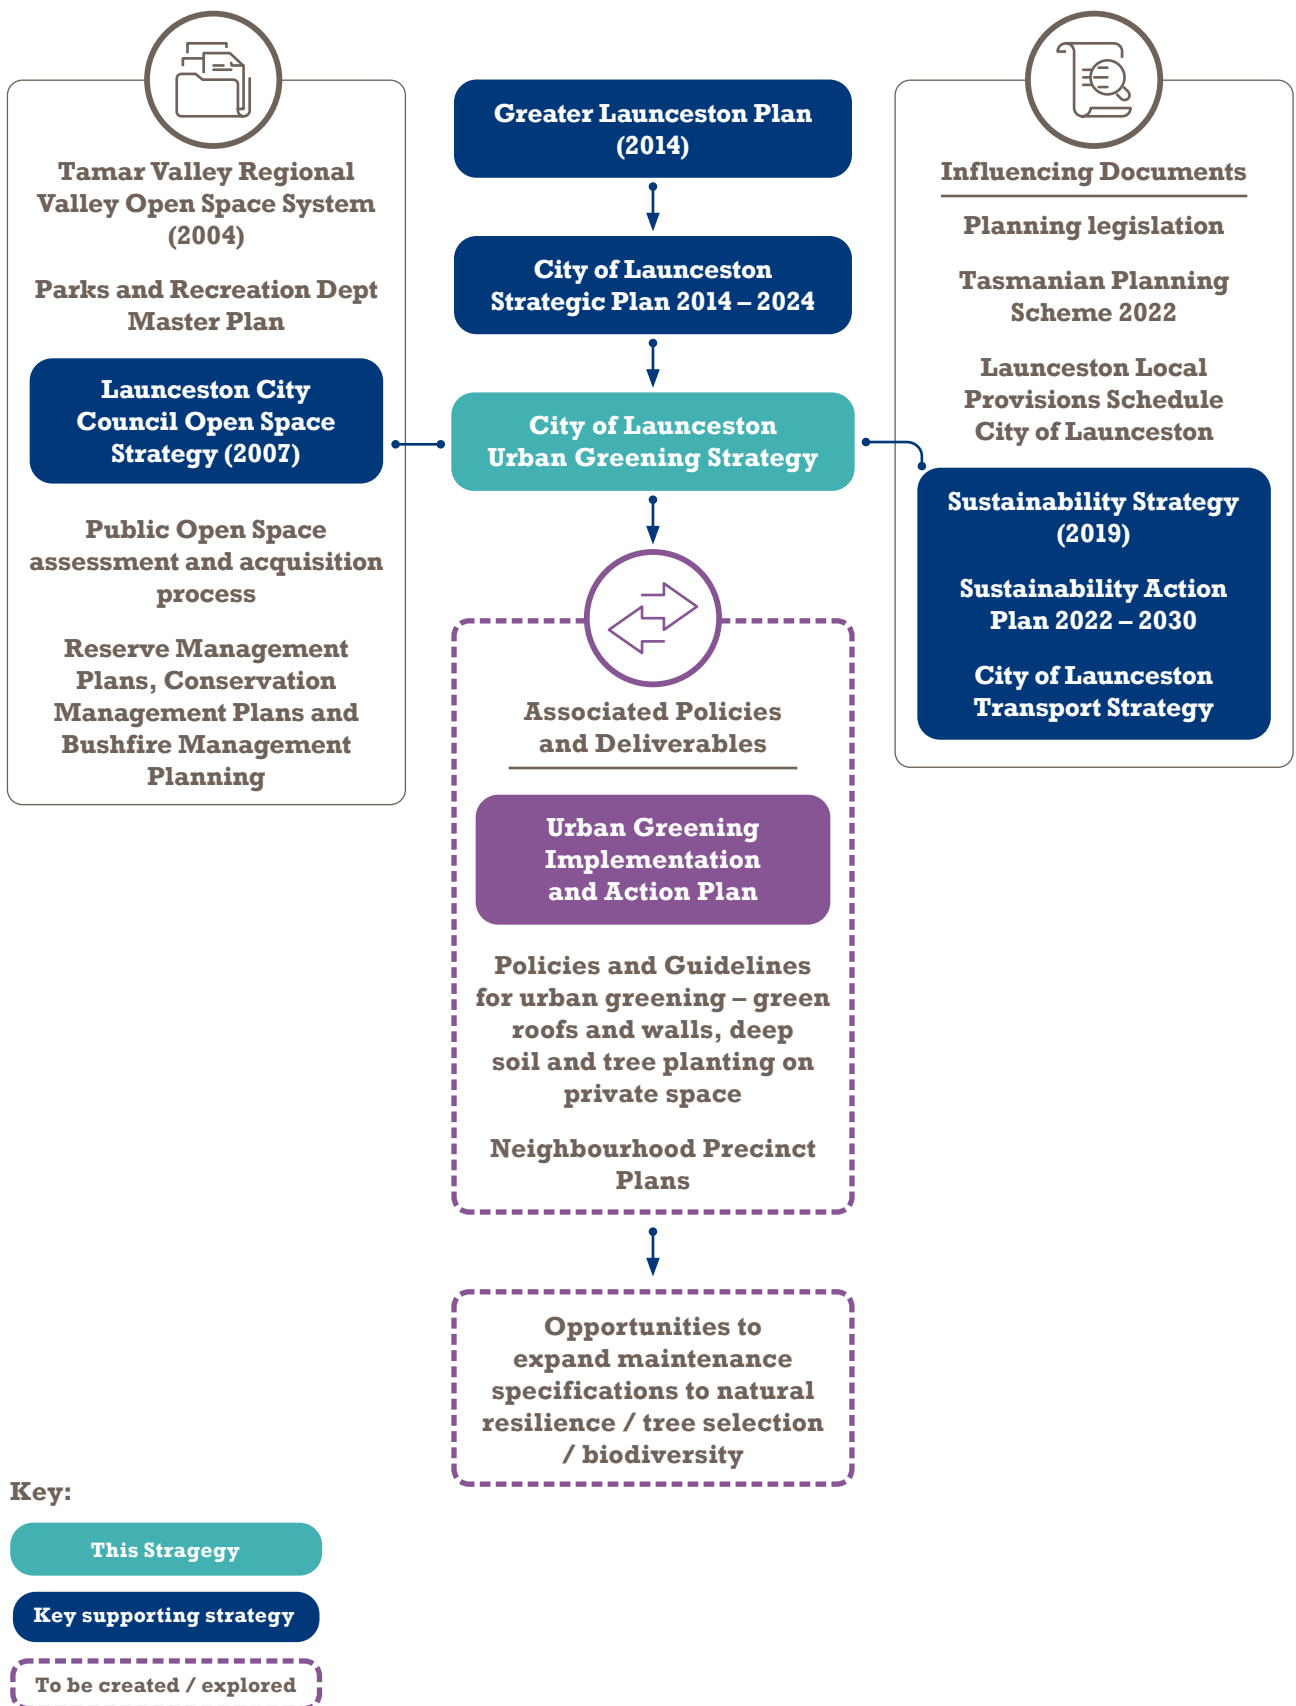 Tamar Valley Regional
Valley Open Space System
(2004)
Parks and Recreation Dept
Master Plan
Launceston City
Council Open Space
Strategy (2007)
Public Open Space
assessment and acquisition
process
Reserve Management
Plans, Conservation
Management Plans and
Bushfire Management
Planning
Greater Launceston Plan
(2014)
City of Launceston
Strategic Plan 2014 – 2024
City of Launceston
Urban Greening Strategy
Associated Policies
and Deliverables
Urban Greening
Implementation
and Action Plan
Policies and Guidelines
for urban greening – green
roofs and walls, deep
soil and tree planting on
private space
Neighbourhood Precinct
Plans
Opportunities to
expand maintenance
specifications to natural
resilience / tree selection
/ biodiversity
Influencing Documents
Planning legislation
Tasmanian Planning
Scheme 2022
Launceston Local
Provisions Schedule
City of Launceston
Sustainability Strategy
(2019)
Sustainability Action
Plan 2022 – 2030
City of Launceston
Transport Strategy
Key:
This Stragegy
Key supporting strategy
To be created / explored